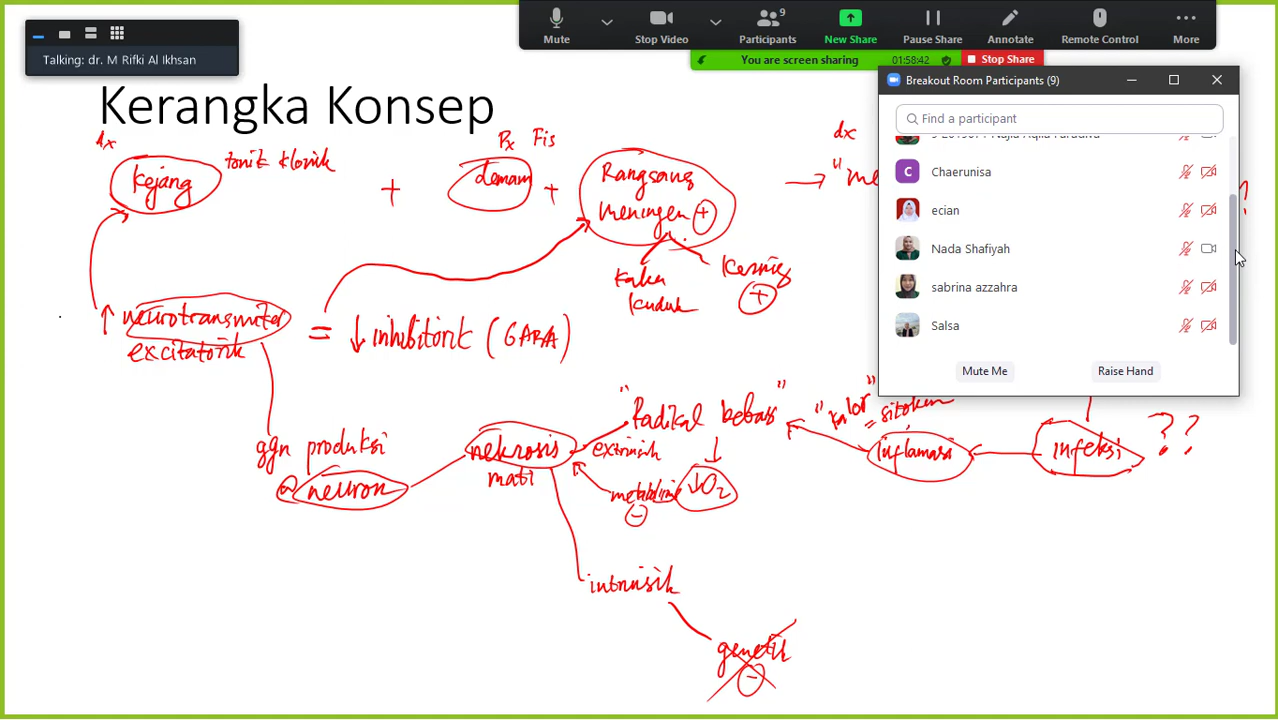 Talking: dr. M Rifki Al Ikhsan
Mute
Stop Video
9
Participants
New Share
Pause Share
Annotate
Remote Control
More
You are screen sharing
01:58:42
Stop Share
Breakout Room Participants (9)
Find a participant
C
Chaerunisa
ecian
Nada Shafiyah
sabrina azzahra
Salsa
Mute Me
Raise Hand
Kerangka Konsep
dx
Px Fis
dx
kejang
tonik klonik
+
demam
+
Rangsang
meningen +
→
kaku
kuduk
kernig
+
↑ neurotransmiter
excitatorik
= ↓ inhibitorik (GABA)
ggn produksi
@ neuron
nekrosis
mati
"Radikal bebas"
extrinsik
metabolisme
-
↓O2
"kalor"
= sitokin
inflamasi
infeksi
??
intrinsik
genetik
-